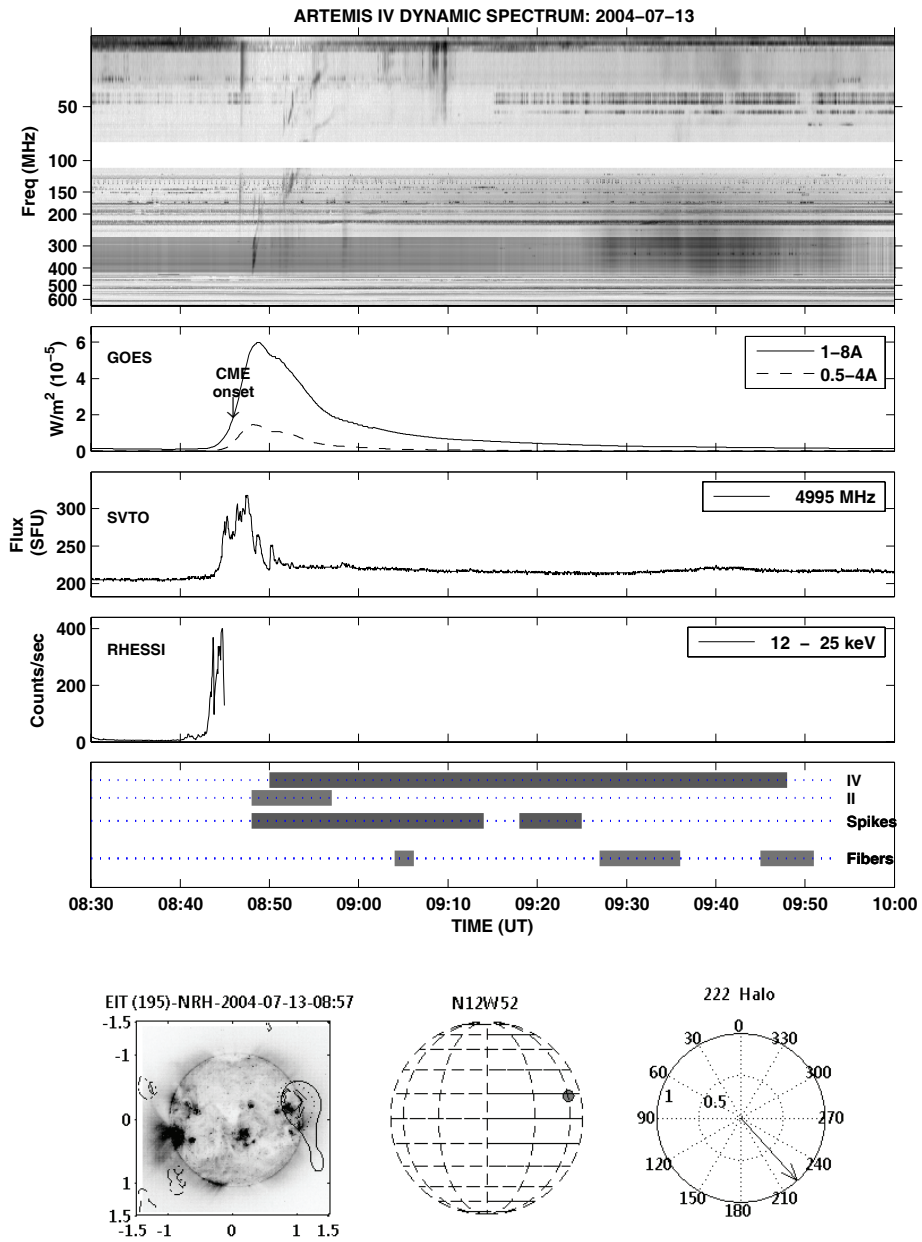 ARTEMIS IV DYNAMIC SPECTRUM: 2004−07−13
Freq (MHz)
50
100
150
200
300
400
500
600
W/m² (10⁻⁵)
6
4
2
0
GOES
CME
onset
1−8A
0.5−4A
Flux
(SFU)
300
250
200
SVTO
4995 MHz
Counts/sec
400
200
0
RHESSI
12 − 25 keV
IV
II
Spikes
Fibers
08:30 08:40 08:50 09:00 09:10 09:20 09:30 09:40 09:50 10:00
TIME (UT)
EIT (195)-NRH-2004-07-13-08:57
-1.5
-1
0
1
1.5
-1.5 -1 0 1 1.5
N12W52
222 Halo
0
30 330
60 300
1 0.5
90 270
120 240
150 210
180